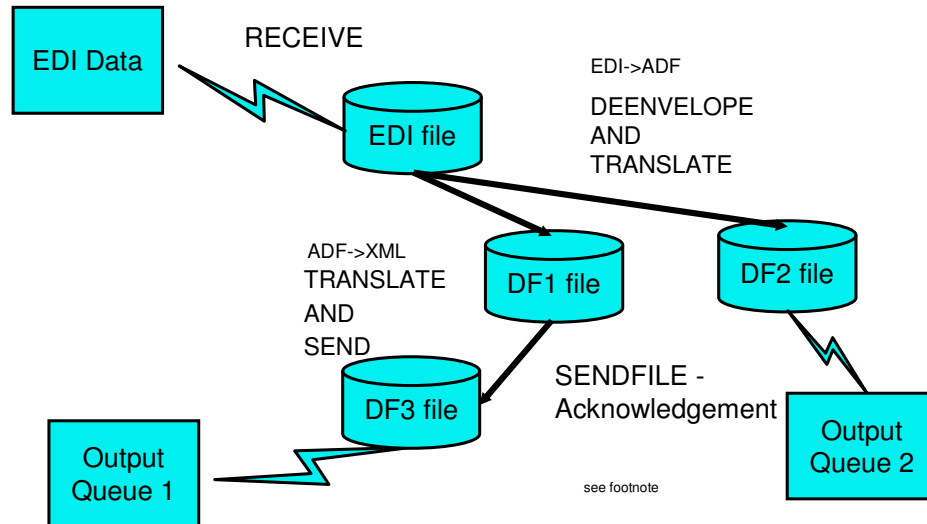 EDI Data
RECEIVE
EDI->ADF
DEENVELOPE
AND
TRANSLATE
EDI file
ADF->XML
TRANSLATE
AND
SEND
DF1 file
DF2 file
DF3 file
SENDFILE -
Acknowledgement
Output
Queue 1
Output
Queue 2
see footnote